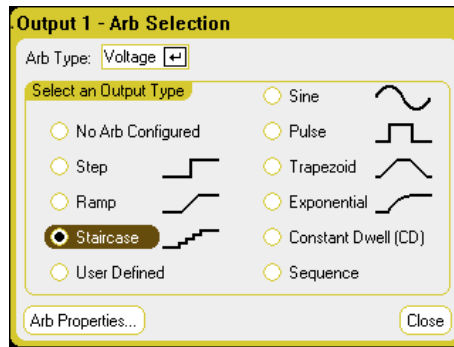 Output 1 - Arb Selection
Arb Type: Voltage
Select an Output Type
No Arb Configured
Step
Ramp
Staircase
User Defined
Sine
Pulse
Trapezoid
Exponential
Constant Dwell (CD)
Sequence
Arb Properties...
Close